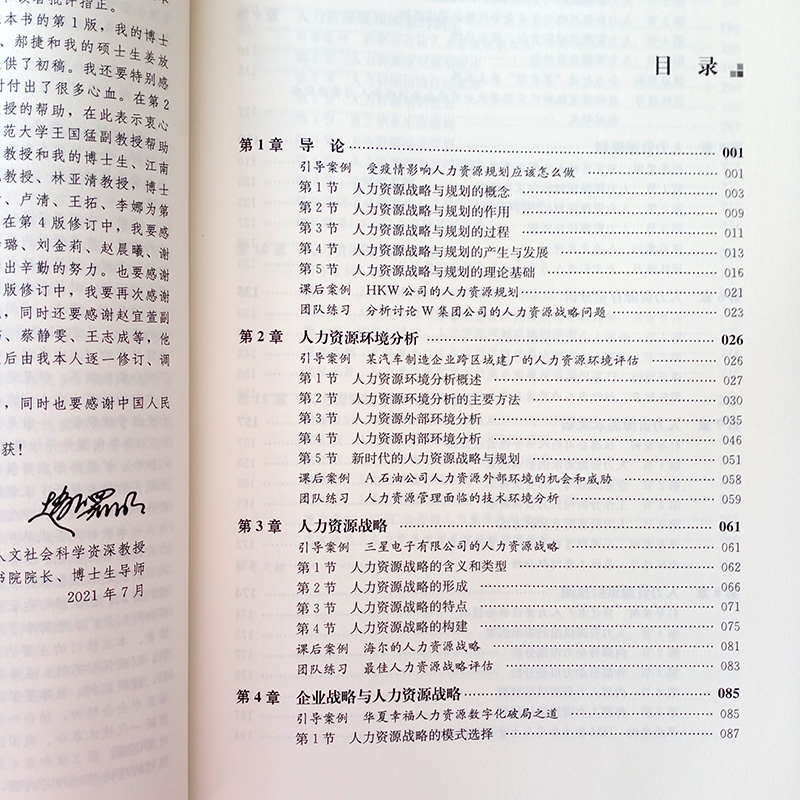 批评指正。
本书的第1版，我的博士
、郝捷和我的硕士生姜放
供了初稿。我还要特别感
付出了很多心血。在第2
授的帮助，在此表示衷心
范大学王国猛副教授帮助
教授和我的博士生、江南
教授、林亚清教授，博士
、卢清、王拓、李娜为第
在第4版修订中，我要感
璐、刘金莉、赵晨曦、谢
出辛勤的努力。也要感谢
版修订中，我要再次感谢
，同时还要感谢赵宜萱副
、蔡静雯、王志成等，他
后由我本人逐一修订、调
，同时也要感谢中国人民
获！
人文社会科学资深教授
书院院长、博士生导师
2021年7月
目 录
第1章 导 论 001
引导案例 受疫情影响人力资源规划应该怎么做 001
第1节 人力资源战略与规划的概念 003
第2节 人力资源战略与规划的作用 009
第3节 人力资源战略与规划的过程 011
第4节 人力资源战略与规划的产生与发展 013
第5节 人力资源战略与规划的理论基础 016
课后案例 HKW公司的人力资源规划 021
团队练习 分析讨论W集团公司的人力资源战略问题 023
第2章 人力资源环境分析 026
引导案例 某汽车制造企业跨区域建厂的人力资源环境评估 026
第1节 人力资源环境分析概述 027
第2节 人力资源环境分析的主要方法 030
第3节 人力资源外部环境分析 035
第4节 人力资源内部环境分析 046
第5节 新时代的人力资源战略与规划 051
课后案例 A石油公司人力资源外部环境的机会和威胁 058
团队练习 人力资源管理面临的技术环境分析 059
第3章 人力资源战略 061
引导案例 三星电子有限公司的人力资源战略 061
第1节 人力资源战略的含义和类型 062
第2节 人力资源战略的形成 066
第3节 人力资源战略的特点 071
第4节 人力资源战略的构建 075
课后案例 海尔的人力资源战略 081
团队练习 最佳人力资源战略评估 083
第4章 企业战略与人力资源战略 085
引导案例 华夏幸福人力资源数字化破局之道 085
第1节 人力资源战略的模式选择 087